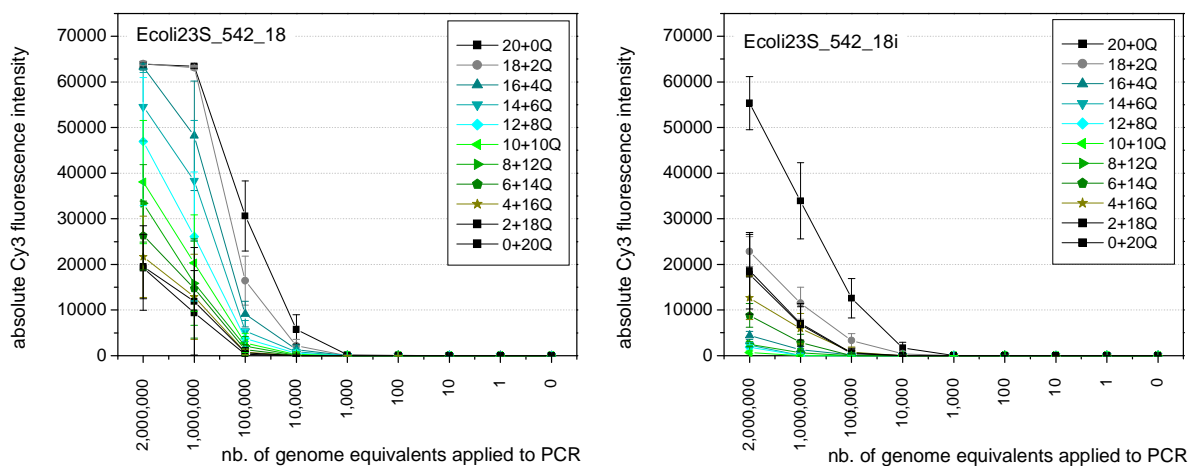 absolute Cy3 fluorescence intensity
Ecoli23S_542_18
70000
60000
50000
40000
30000
20000
10000
0
20+0Q
18+2Q
16+4Q
14+6Q
12+8Q
10+10Q
8+12Q
6+14Q
4+16Q
2+18Q
0+20Q
2,000,000
1,000,000
100,000
10,000
1,000
100
10
1
0
nb. of genome equivalents applied to PCR
absolute Cy3 fluorescence intensity
Ecoli23S_542_18i
70000
60000
50000
40000
30000
20000
10000
0
20+0Q
18+2Q
16+4Q
14+6Q
12+8Q
10+10Q
8+12Q
6+14Q
4+16Q
2+18Q
0+20Q
2,000,000
1,000,000
100,000
10,000
1,000
100
10
1
0
nb. of genome equivalents applied to PCR